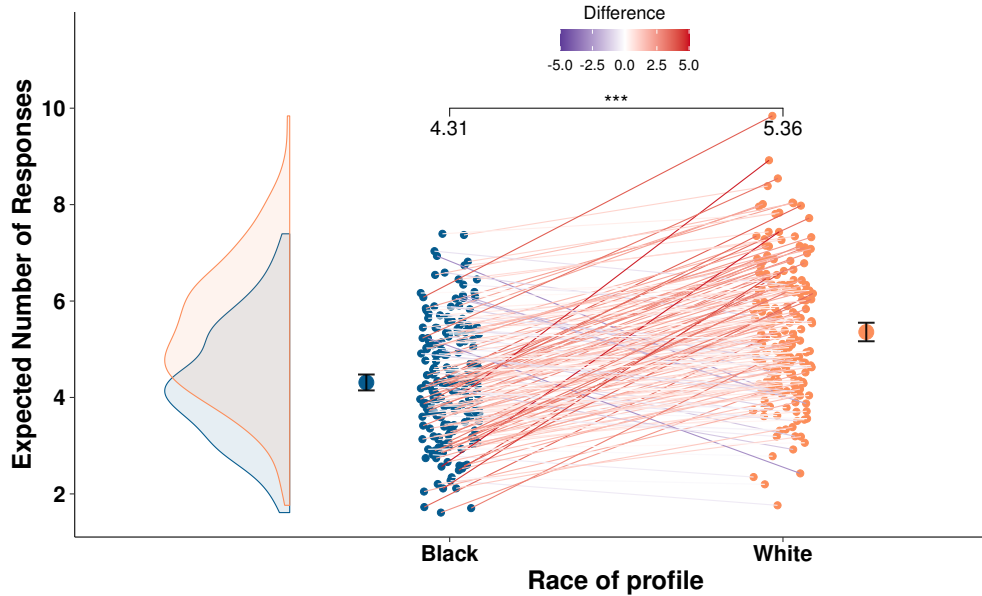 Difference
-5.0 -2.5 0.0 2.5 5.0
***
4.31 5.36
10
8
6
4
2
Expected Number of Responses
Black White
Race of profile